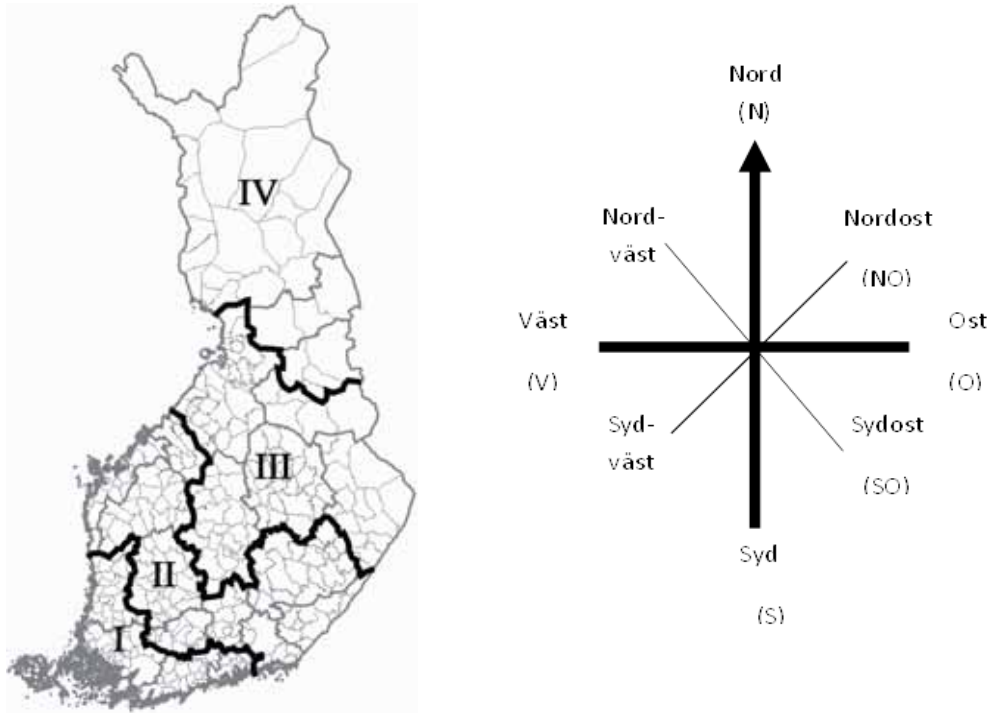 IV
III
II
I
Nord
(N)
Nord-
väst
Nordost
(NO)
Väst
(V)
Ost
(O)
Syd-
väst
Sydost
(SO)
Syd
(S)